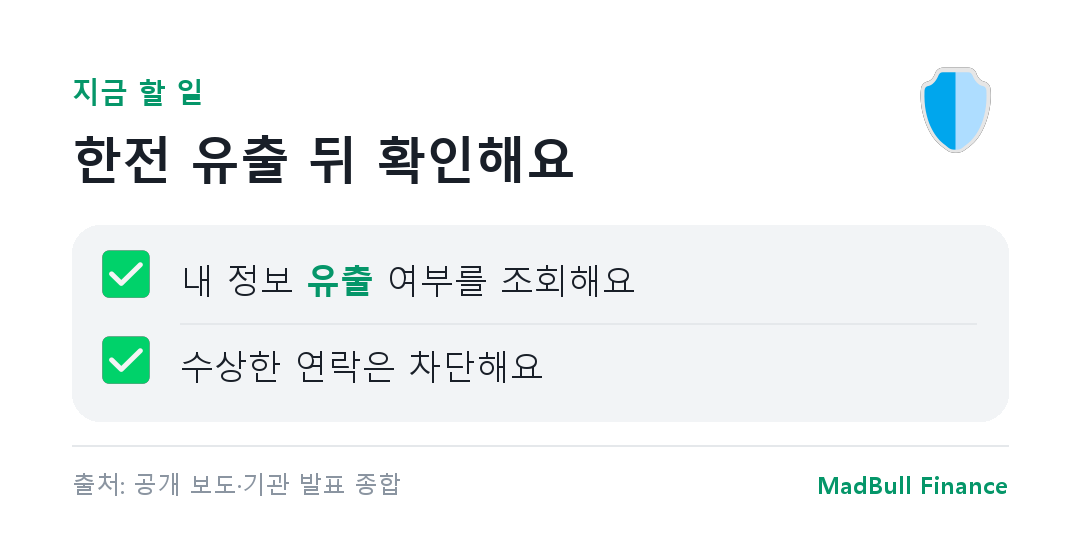 지금 할 일
한전 유출 뒤 확인해요
내 정보 유출 여부를 조회해요
수상한 연락은 차단해요
출처: 공개 보도·기관 발표 종합
MadBull Finance